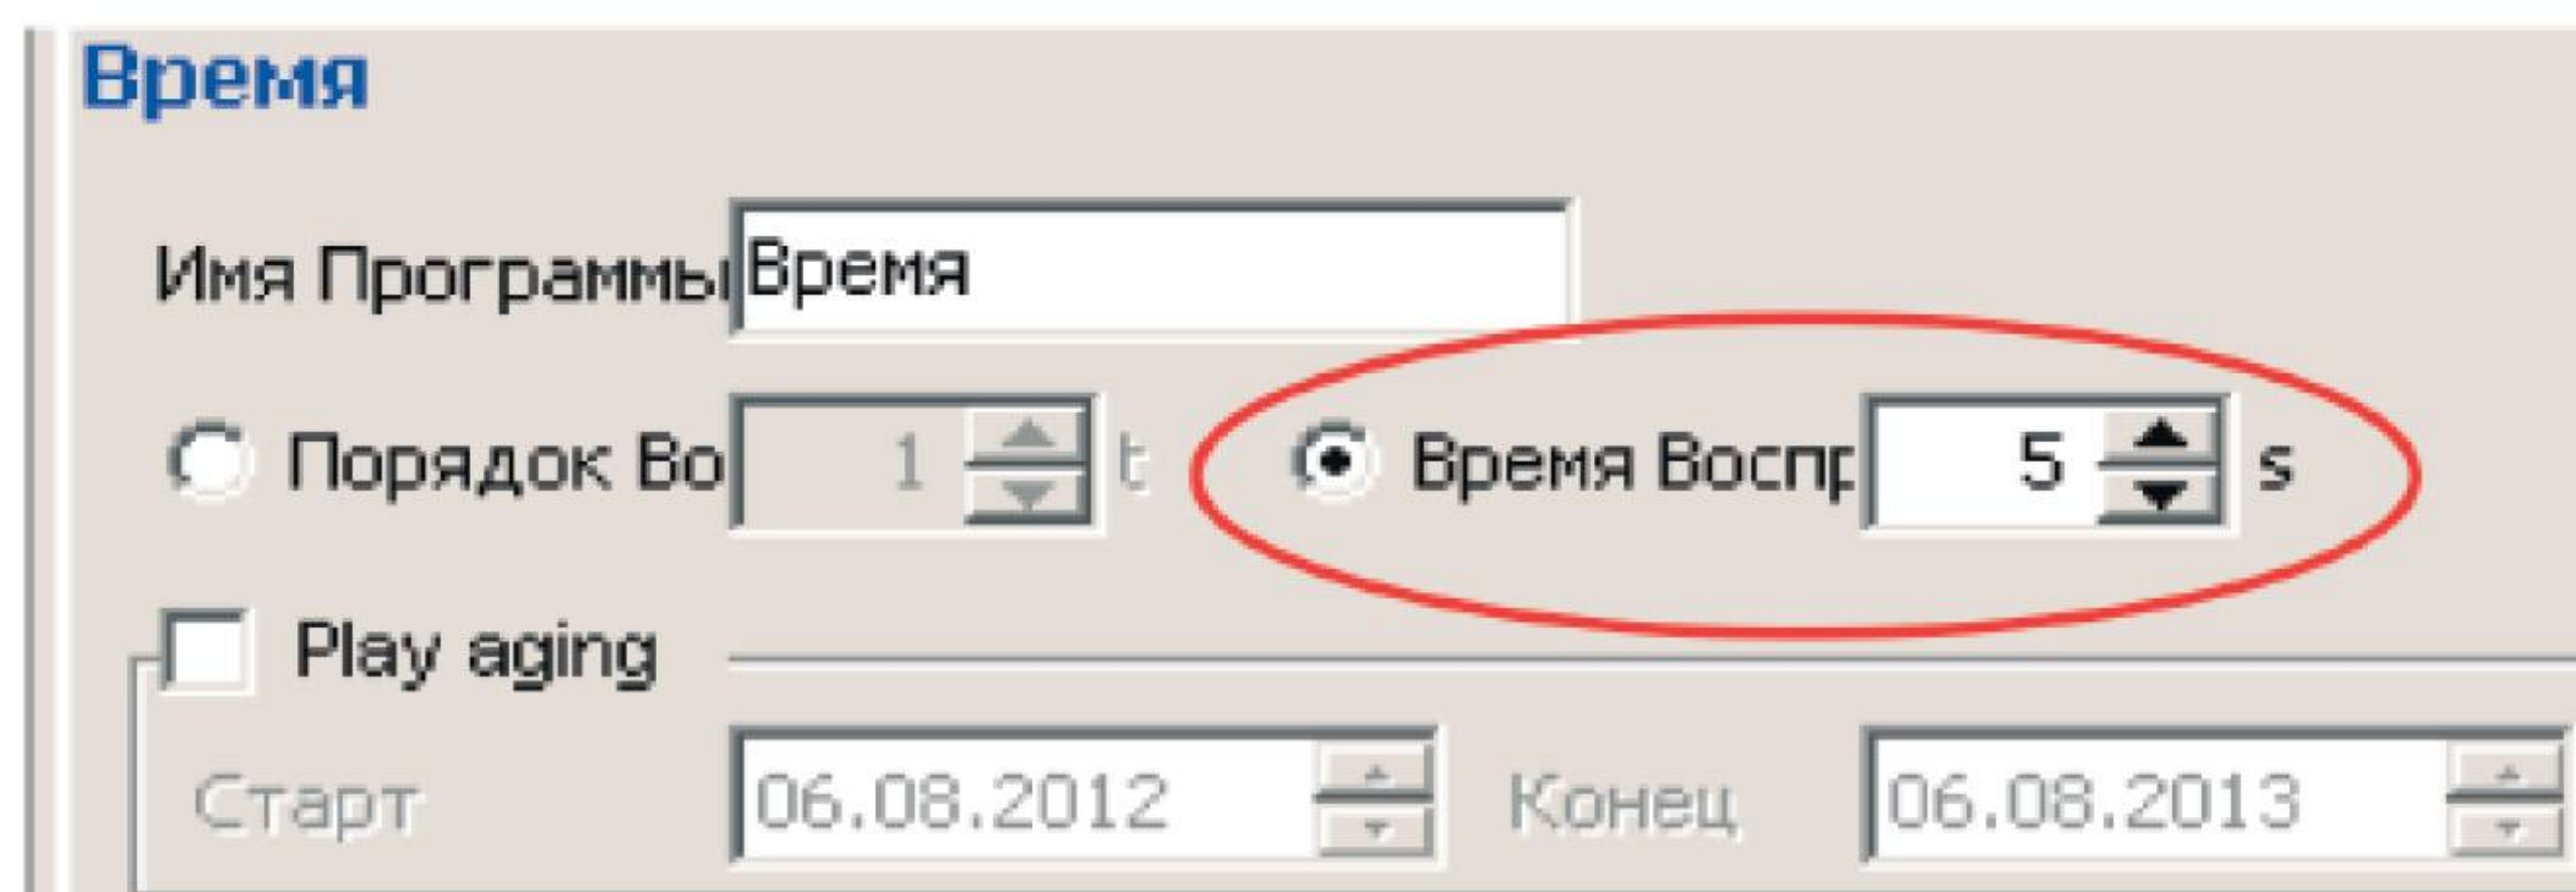 Время
Имя Программы Время
Порядок Во 1 t Время Воспр 5 s
Play aging
Старт 06.08.2012 Конец 06.08.2013